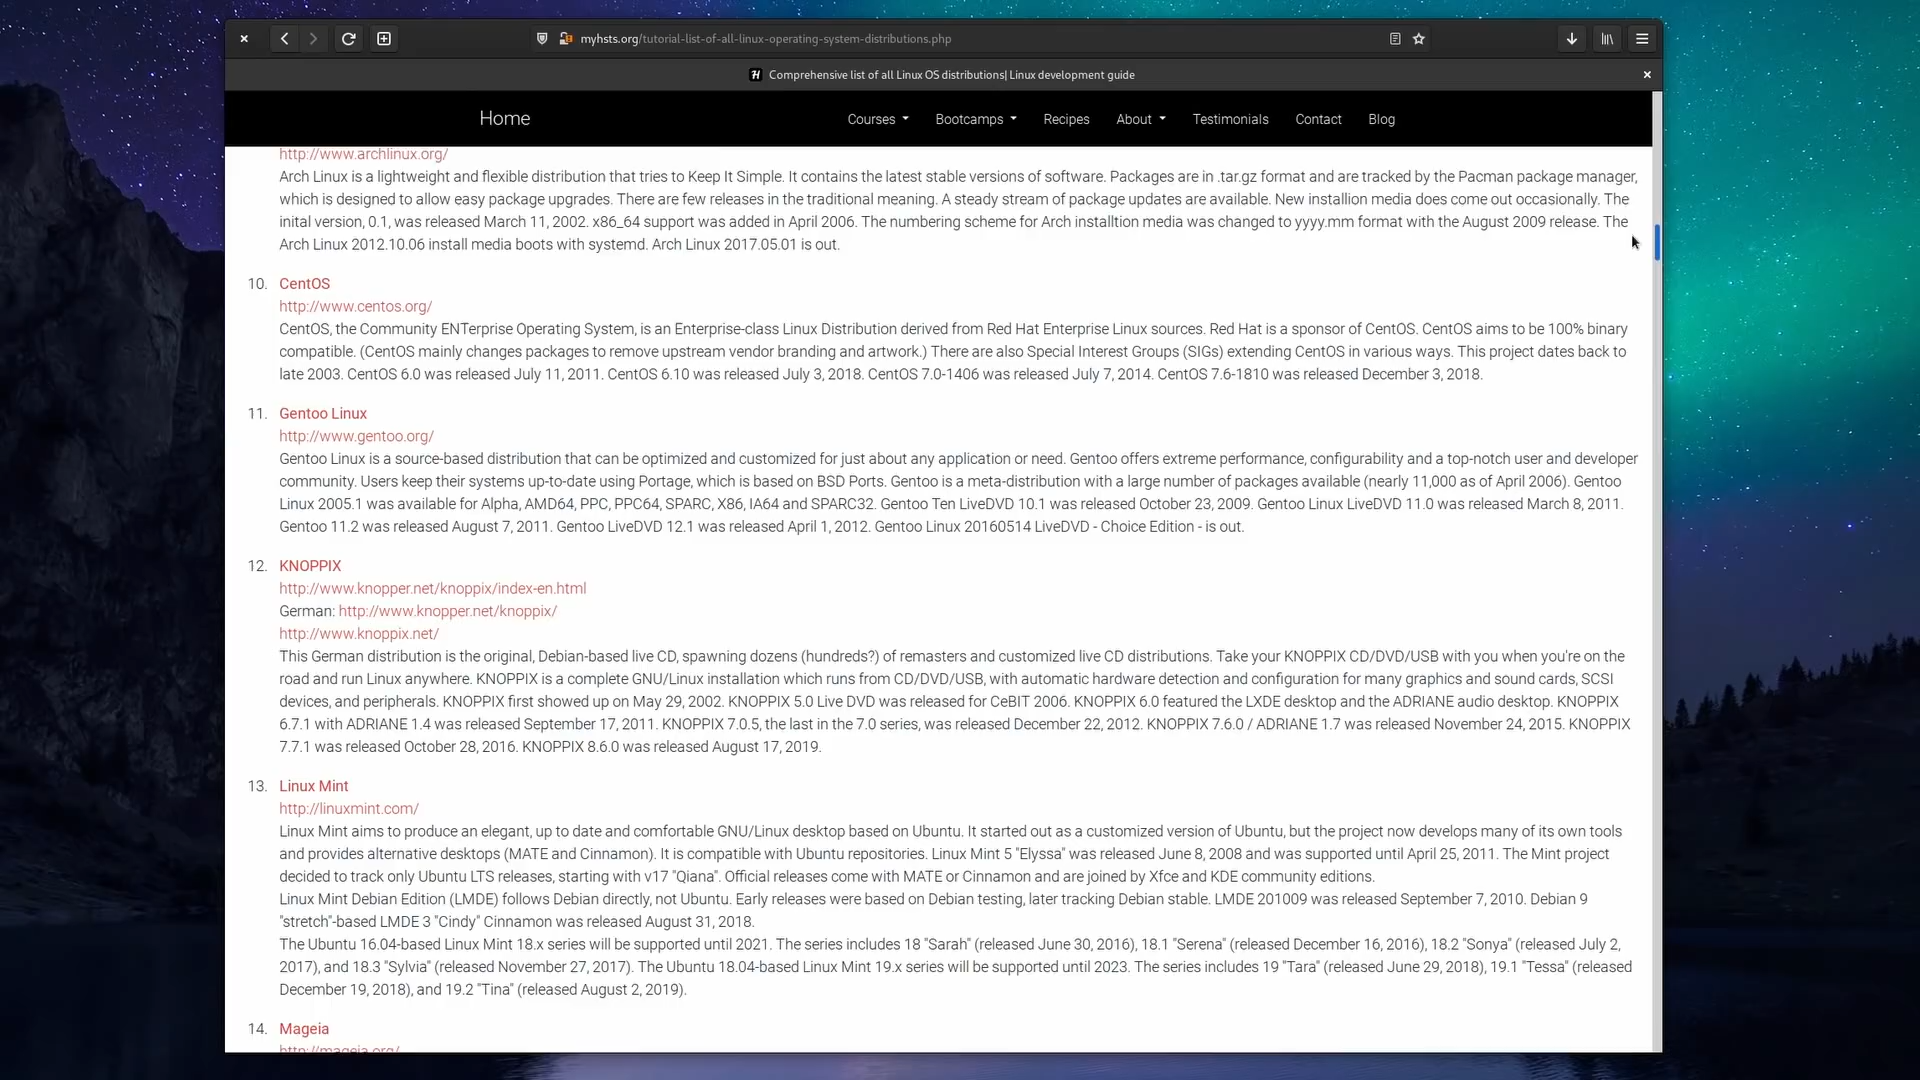 myhsts.org/tutorial-list-of-all-linux-operating-system-distributions.php
Comprehensive list of all Linux OS distributions| Linux development guide
Home Courses Bootcamps Recipes About Testimonials Contact Blog
http://www.archlinux.org/
Arch Linux is a lightweight and flexible distribution that tries to Keep It Simple. It contains the latest stable versions of software. Packages are in .tar.gz format and are tracked by the Pacman package manager,
which is designed to allow easy package upgrades. There are few releases in the traditional meaning. A steady stream of package updates are available. New installion media does come out occasionally. The
inital version, 0.1, was released March 11, 2002. x86_64 support was added in April 2006. The numbering scheme for Arch installtion media was changed to yyyy.mm format with the August 2009 release. The
Arch Linux 2012.10.06 install media boots with systemd. Arch Linux 2017.05.01 is out.
10. CentOS
http://www.centos.org/
CentOS, the Community ENTerprise Operating System, is an Enterprise-class Linux Distribution derived from Red Hat Enterprise Linux sources. Red Hat is a sponsor of CentOS. CentOS aims to be 100% binary
compatible. (CentOS mainly changes packages to remove upstream vendor branding and artwork.) There are also Special Interest Groups (SIGs) extending CentOS in various ways. This project dates back to
late 2003. CentOS 6.0 was released July 11, 2011. CentOS 6.10 was released July 3, 2018. CentOS 7.0-1406 was released July 7, 2014. CentOS 7.6-1810 was released December 3, 2018.
11. Gentoo Linux
http://www.gentoo.org/
Gentoo Linux is a source-based distribution that can be optimized and customized for just about any application or need. Gentoo offers extreme performance, configurability and a top-notch user and developer
community. Users keep their systems up-to-date using Portage, which is based on BSD Ports. Gentoo is a meta-distribution with a large number of packages available (nearly 11,000 as of April 2006). Gentoo
Linux 2005.1 was available for Alpha, AMD64, PPC, PPC64, SPARC, X86, IA64 and SPARC32. Gentoo Ten LiveDVD 10.1 was released October 23, 2009. Gentoo Linux LiveDVD 11.0 was released March 8, 2011.
Gentoo 11.2 was released August 7, 2011. Gentoo LiveDVD 12.1 was released April 1, 2012. Gentoo Linux 20160514 LiveDVD - Choice Edition - is out.
12. KNOPPIX
http://www.knopper.net/knoppix/index-en.html
German: http://www.knopper.net/knoppix/
http://www.knoppix.net/
This German distribution is the original, Debian-based live CD, spawning dozens (hundreds?) of remasters and customized live CD distributions. Take your KNOPPIX CD/DVD/USB with you when you're on the
road and run Linux anywhere. KNOPPIX is a complete GNU/Linux installation which runs from CD/DVD/USB, with automatic hardware detection and configuration for many graphics and sound cards, SCSI
devices, and peripherals. KNOPPIX first showed up on May 29, 2002. KNOPPIX 5.0 Live DVD was released for CeBIT 2006. KNOPPIX 6.0 featured the LXDE desktop and the ADRIANE audio desktop. KNOPPIX
6.7.1 with ADRIANE 1.4 was released September 17, 2011. KNOPPIX 7.0.5, the last in the 7.0 series, was released December 22, 2012. KNOPPIX 7.6.0 / ADRIANE 1.7 was released November 24, 2015. KNOPPIX
7.7.1 was released October 28, 2016. KNOPPIX 8.6.0 was released August 17, 2019.
13. Linux Mint
http://linuxmint.com/
Linux Mint aims to produce an elegant, up to date and comfortable GNU/Linux desktop based on Ubuntu. It started out as a customized version of Ubuntu, but the project now develops many of its own tools
and provides alternative desktops (MATE and Cinnamon). It is compatible with Ubuntu repositories. Linux Mint 5 "Elyssa" was released June 8, 2008 and was supported until April 25, 2011. The Mint project
decided to track only Ubuntu LTS releases, starting with v17 "Qiana". Official releases come with MATE or Cinnamon and are joined by Xfce and KDE community editions.
Linux Mint Debian Edition (LMDE) follows Debian directly, not Ubuntu. Early releases were based on Debian testing, later tracking Debian stable. LMDE 201009 was released September 7, 2010. Debian 9
"stretch"-based LMDE 3 "Cindy" Cinnamon was released August 31, 2018.
The Ubuntu 16.04-based Linux Mint 18.x series will be supported until 2021. The series includes 18 "Sarah" (released June 30, 2016), 18.1 "Serena" (released December 16, 2016), 18.2 "Sonya" (released July 2,
2017), and 18.3 "Sylvia" (released November 27, 2017). The Ubuntu 18.04-based Linux Mint 19.x series will be supported until 2023. The series includes 19 "Tara" (released June 29, 2018), 19.1 "Tessa" (released
December 19, 2018), and 19.2 "Tina" (released August 2, 2019).
14. Mageia
http://mageia.org/